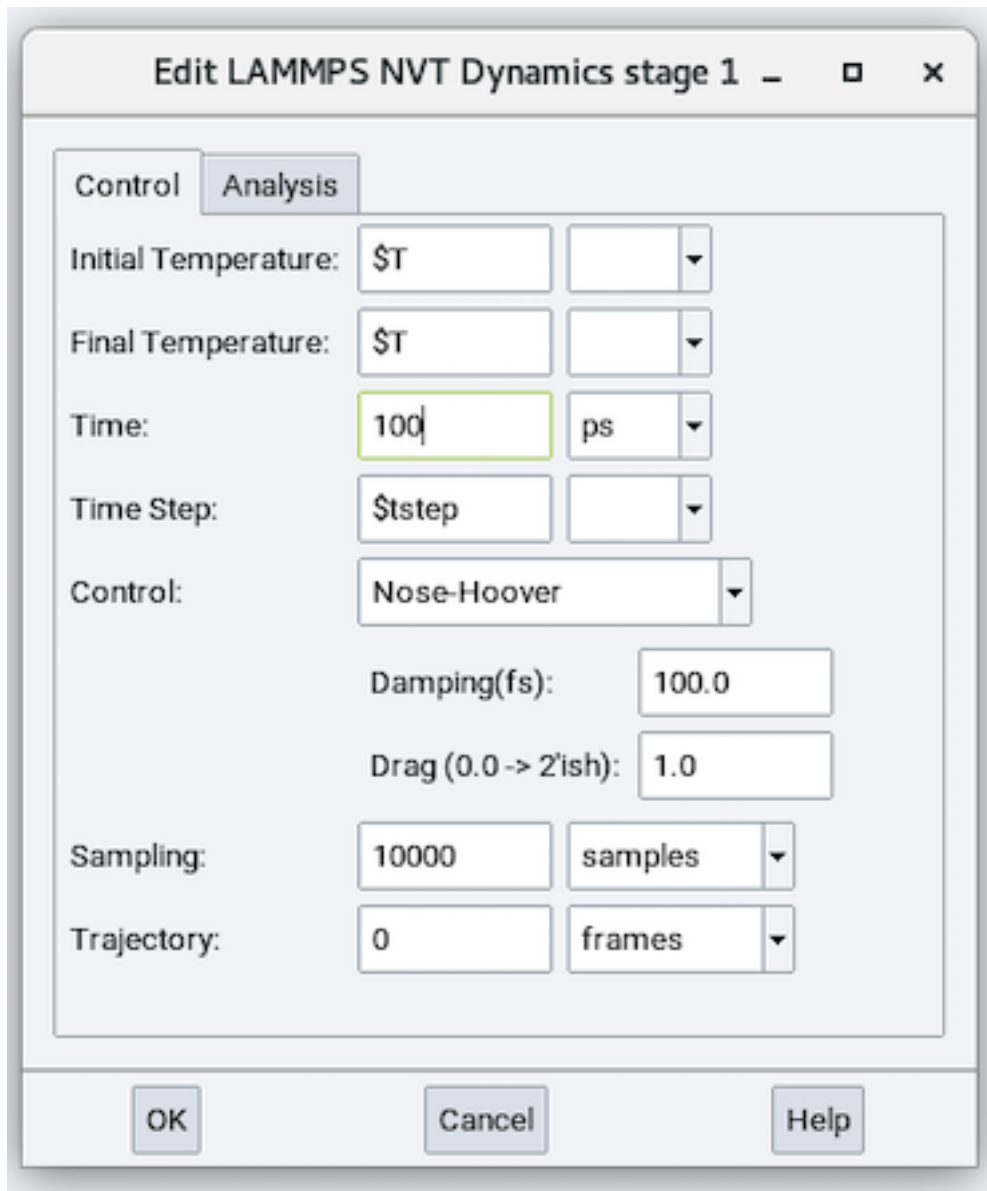 Edit LAMMPS NVT Dynamics stage 1
Control Analysis
Initial Temperature: $T
Final Temperature: $T
Time: 100 ps
Time Step: $tstep
Control: Nose-Hoover
Damping(fs): 100.0
Drag (0.0 -> 2'ish): 1.0
Sampling: 10000 samples
Trajectory: 0 frames
OK Cancel Help